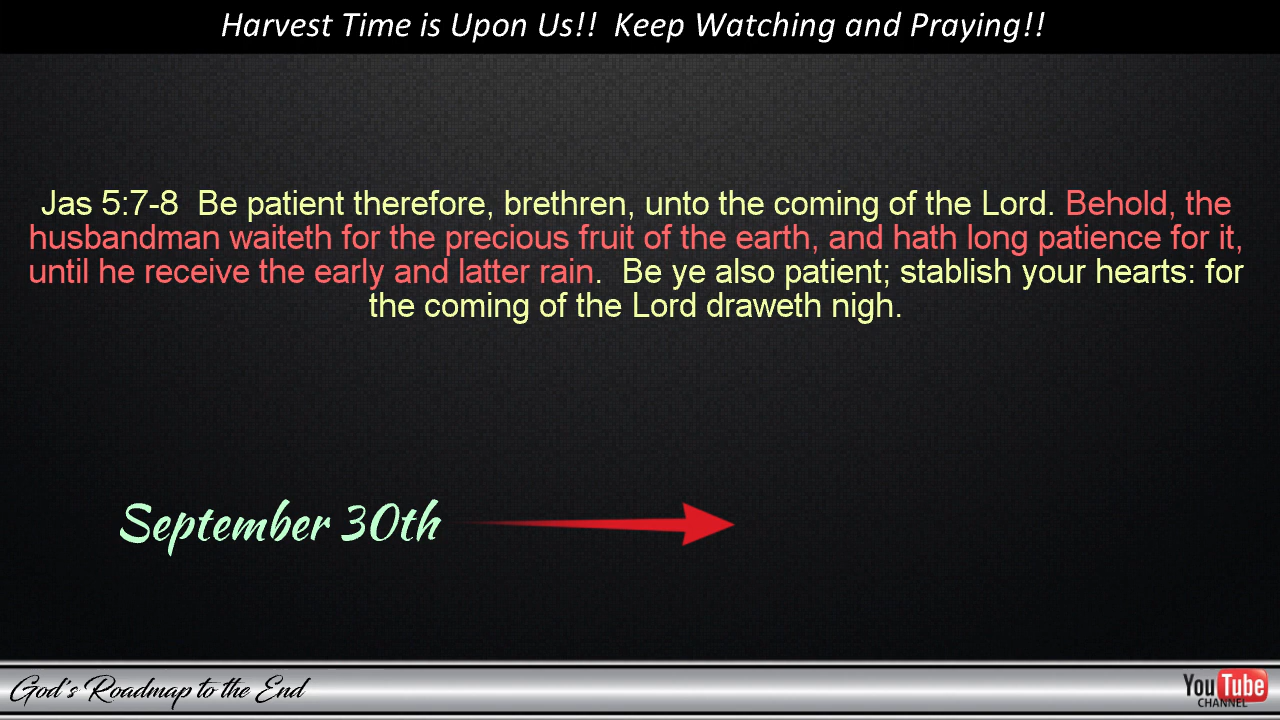 Harvest Time is Upon Us!!  Keep Watching and Praying!!
Jas 5:7-8  Be patient therefore, brethren, unto the coming of the Lord. Behold, the
husbandman waiteth for the precious fruit of the earth, and hath long patience for it,
until he receive the early and latter rain.  Be ye also patient; stablish your hearts: for
the coming of the Lord draweth nigh.
September 30th
God's Roadmap to the End
YouTube
CHANNEL